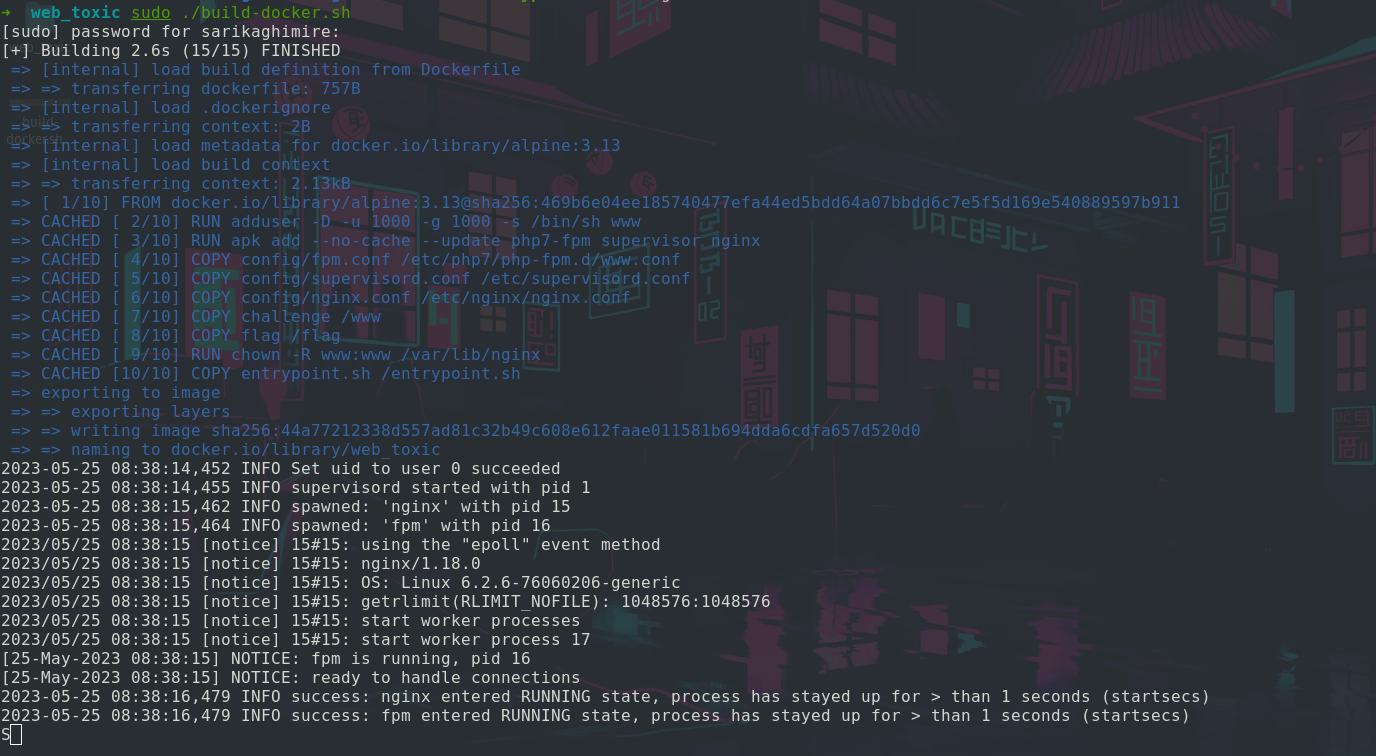 ➜  web_toxic sudo ./build-docker.sh
[sudo] password for sarikaghimire:
[+] Building 2.6s (15/15) FINISHED
 => [internal] load build definition from Dockerfile
 => => transferring dockerfile: 757B
 => [internal] load .dockerignore
 => => transferring context: 2B
 => [internal] load metadata for docker.io/library/alpine:3.13
 => [internal] load build context
 => => transferring context: 2.13kB
 => [ 1/10] FROM docker.io/library/alpine:3.13@sha256:469b6e04ee185740477efa44ed5bdd64a07bbdd6c7e5f5d169e540889597b911
 => CACHED [ 2/10] RUN adduser -D -u 1000 -g 1000 -s /bin/sh www
 => CACHED [ 3/10] RUN apk add --no-cache --update php7-fpm supervisor nginx
 => CACHED [ 4/10] COPY config/fpm.conf /etc/php7/php-fpm.d/www.conf
 => CACHED [ 5/10] COPY config/supervisord.conf /etc/supervisord.conf
 => CACHED [ 6/10] COPY config/nginx.conf /etc/nginx/nginx.conf
 => CACHED [ 7/10] COPY challenge /www
 => CACHED [ 8/10] COPY flag /flag
 => CACHED [ 9/10] RUN chown -R www:www /var/lib/nginx
 => CACHED [10/10] COPY entrypoint.sh /entrypoint.sh
 => exporting to image
 => => exporting layers
 => => writing image sha256:44a77212338d557ad81c32b49c608e612faae011581b694dda6cdfa657d520d0
 => => naming to docker.io/library/web_toxic
2023-05-25 08:38:14,452 INFO Set uid to user 0 succeeded
2023-05-25 08:38:14,455 INFO supervisord started with pid 1
2023-05-25 08:38:15,462 INFO spawned: 'nginx' with pid 15
2023-05-25 08:38:15,464 INFO spawned: 'fpm' with pid 16
2023/05/25 08:38:15 [notice] 15#15: using the "epoll" event method
2023/05/25 08:38:15 [notice] 15#15: nginx/1.18.0
2023/05/25 08:38:15 [notice] 15#15: OS: Linux 6.2.6-76060206-generic
2023/05/25 08:38:15 [notice] 15#15: getrlimit(RLIMIT_NOFILE): 1048576:1048576
2023/05/25 08:38:15 [notice] 15#15: start worker processes
2023/05/25 08:38:15 [notice] 15#15: start worker process 17
[25-May-2023 08:38:15] NOTICE: fpm is running, pid 16
[25-May-2023 08:38:15] NOTICE: ready to handle connections
2023-05-25 08:38:16,479 INFO success: nginx entered RUNNING state, process has stayed up for > than 1 seconds (startsecs)
2023-05-25 08:38:16,479 INFO success: fpm entered RUNNING state, process has stayed up for > than 1 seconds (startsecs)
S